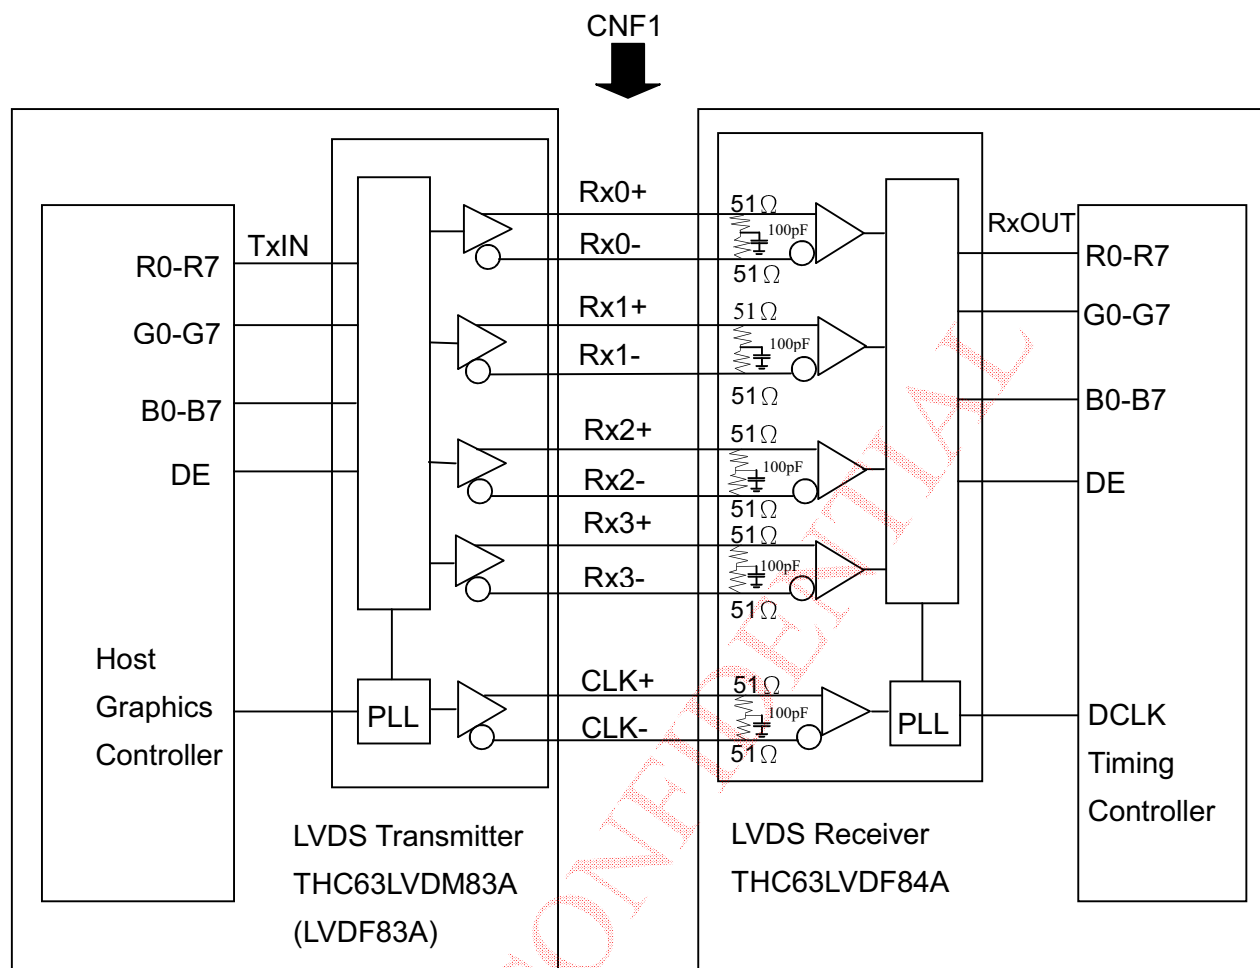 CNF1
TxIN
R0-R7
G0-G7
B0-B7
DE
Host
Graphics
Controller
PLL
LVDS Transmitter
THC63LVDM83A
(LVDF83A)
Rx0+
Rx0-
Rx1+
Rx1-
Rx2+
Rx2-
Rx3+
Rx3-
CLK+
CLK-
51Ω
100pF
51Ω
51Ω
100pF
51Ω
51Ω
100pF
51Ω
51Ω
100pF
51Ω
51Ω
100pF
51Ω
PLL
LVDS Receiver
THC63LVDF84A
RxOUT
R0-R7
G0-G7
B0-B7
DE
DCLK
Timing
Controller
ONFIDENTIAL